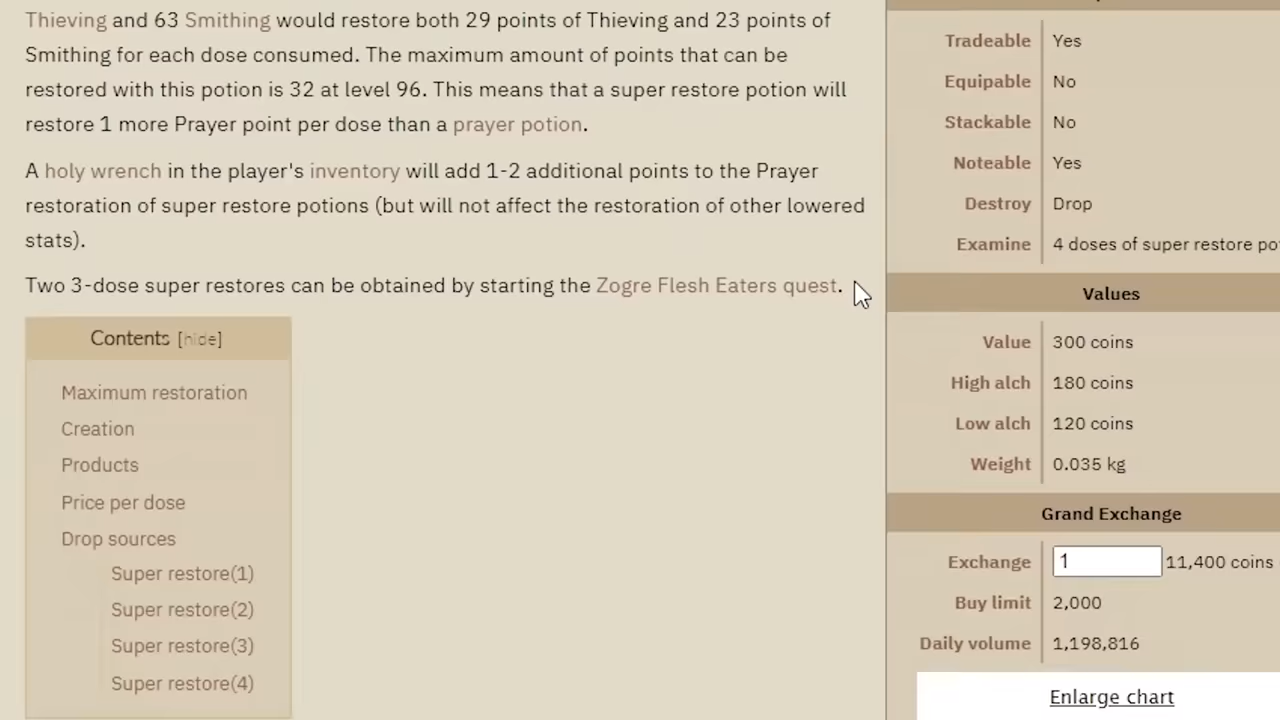 Thieving and 63 Smithing would restore both 29 points of Thieving and 23 points of
Smithing for each dose consumed. The maximum amount of points that can be
restored with this potion is 32 at level 96. This means that a super restore potion will
restore 1 more Prayer point per dose than a prayer potion.
A holy wrench in the player's inventory will add 1-2 additional points to the Prayer
restoration of super restore potions (but will not affect the restoration of other lowered
stats).
Two 3-dose super restores can be obtained by starting the Zogre Flesh Eaters quest.
Contents [hide]
Maximum restoration
Creation
Products
Price per dose
Drop sources
Super restore(1)
Super restore(2)
Super restore(3)
Super restore(4)
Tradeable Yes
Equipable No
Stackable No
Noteable Yes
Destroy Drop
Examine 4 doses of super restore po
Values
Value 300 coins
High alch 180 coins
Low alch 120 coins
Weight 0.035 kg
Grand Exchange
Exchange 1 11,400 coins
Buy limit 2,000
Daily volume 1,198,816
Enlarge chart